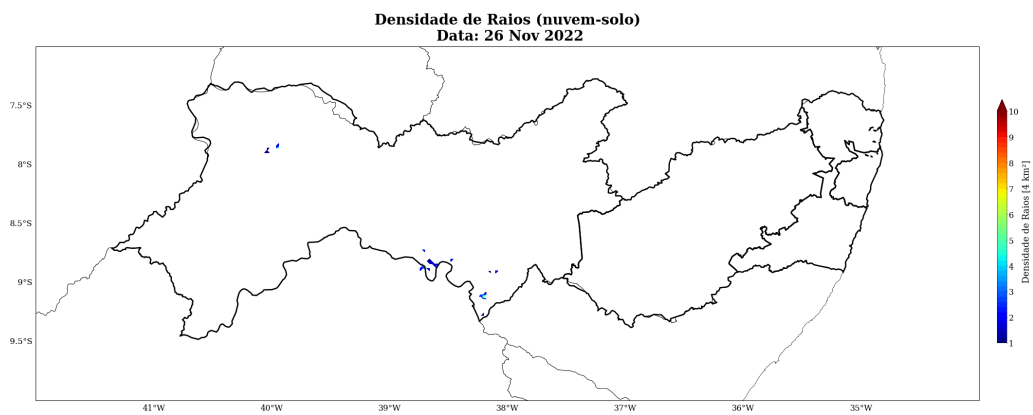 Densidade de Raios (nuvem-solo)
Data: 26 Nov 2022
7.5°S
8°S
8.5°S
9°S
9.5°S
41°W
40°W
39°W
38°W
37°W
36°W
35°W
10
9
8
7
6
5
4
3
2
1
Densidade de Raios [4 km²]